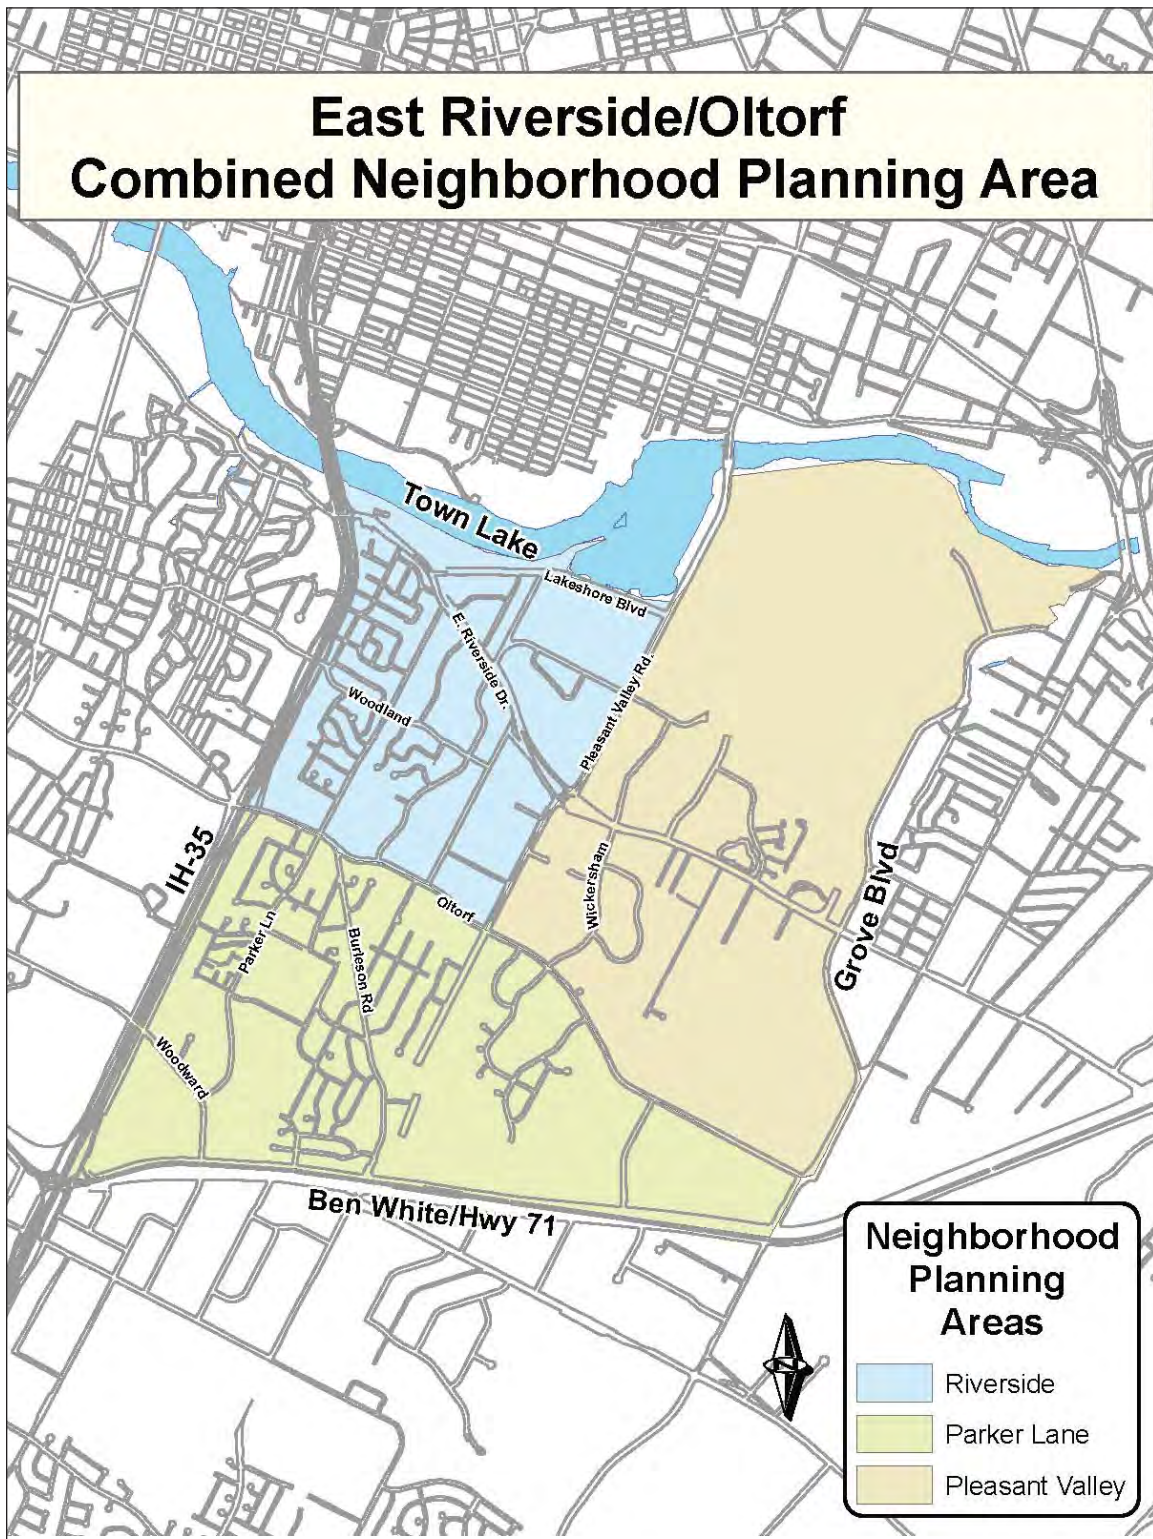 East Riverside/Oltorf
Combined Neighborhood Planning Area
Town Lake
Lakeshore Blvd
E. Riverside Dr.
Pleasant Valley Rd.
Woodland
IH-35
Wickersham
Grove Blvd
Oltorf
Parker Ln
Burleson Rd
Woodward
Ben White/Hwy 71
Neighborhood
Planning
Areas
N
Riverside
Parker Lane
Pleasant Valley